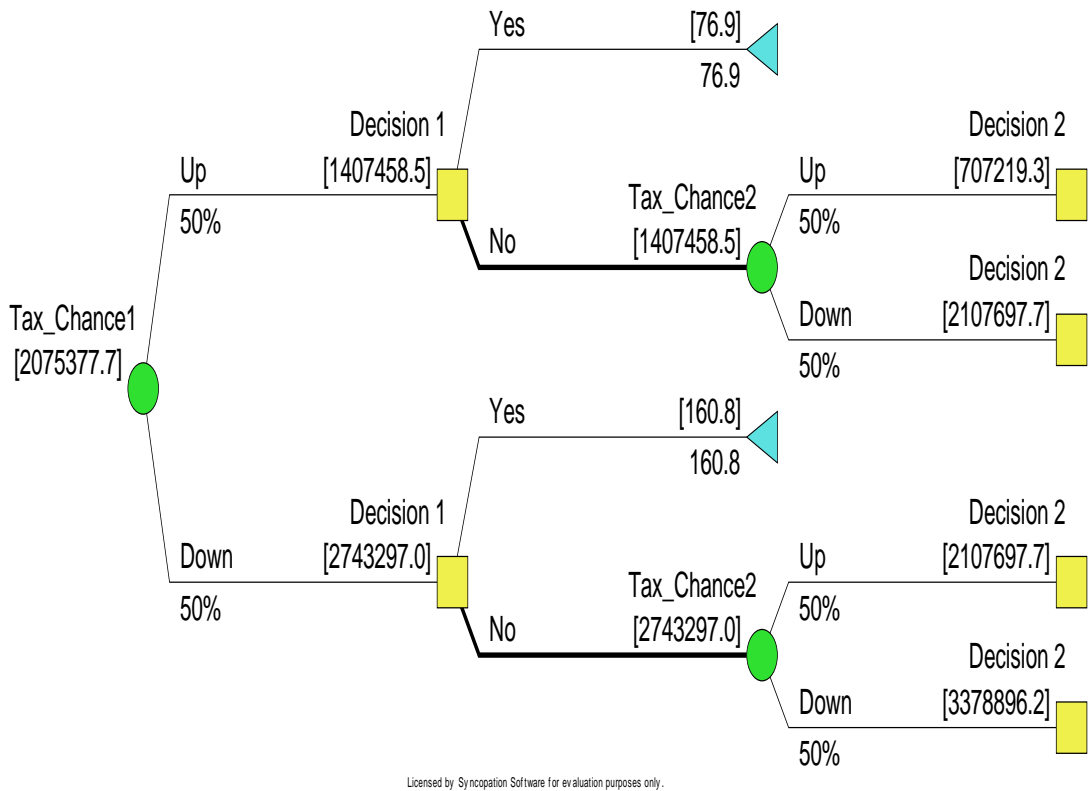 Yes
[76.9]
76.9
Decision 1
Up
[1407458.5]
50%
Decision 2
Up
[707219.3]
50%
Tax_Chance2
No
[1407458.5]
Decision 2
Down
[2107697.7]
50%
Tax_Chance1
[2075377.7]
Yes
[160.8]
160.8
Decision 1
Down
[2743297.0]
50%
Decision 2
Up
[2107697.7]
50%
Tax_Chance2
No
[2743297.0]
Decision 2
Down
[3378896.2]
50%
Licensed by Syncopation Software for evaluation purposes only.